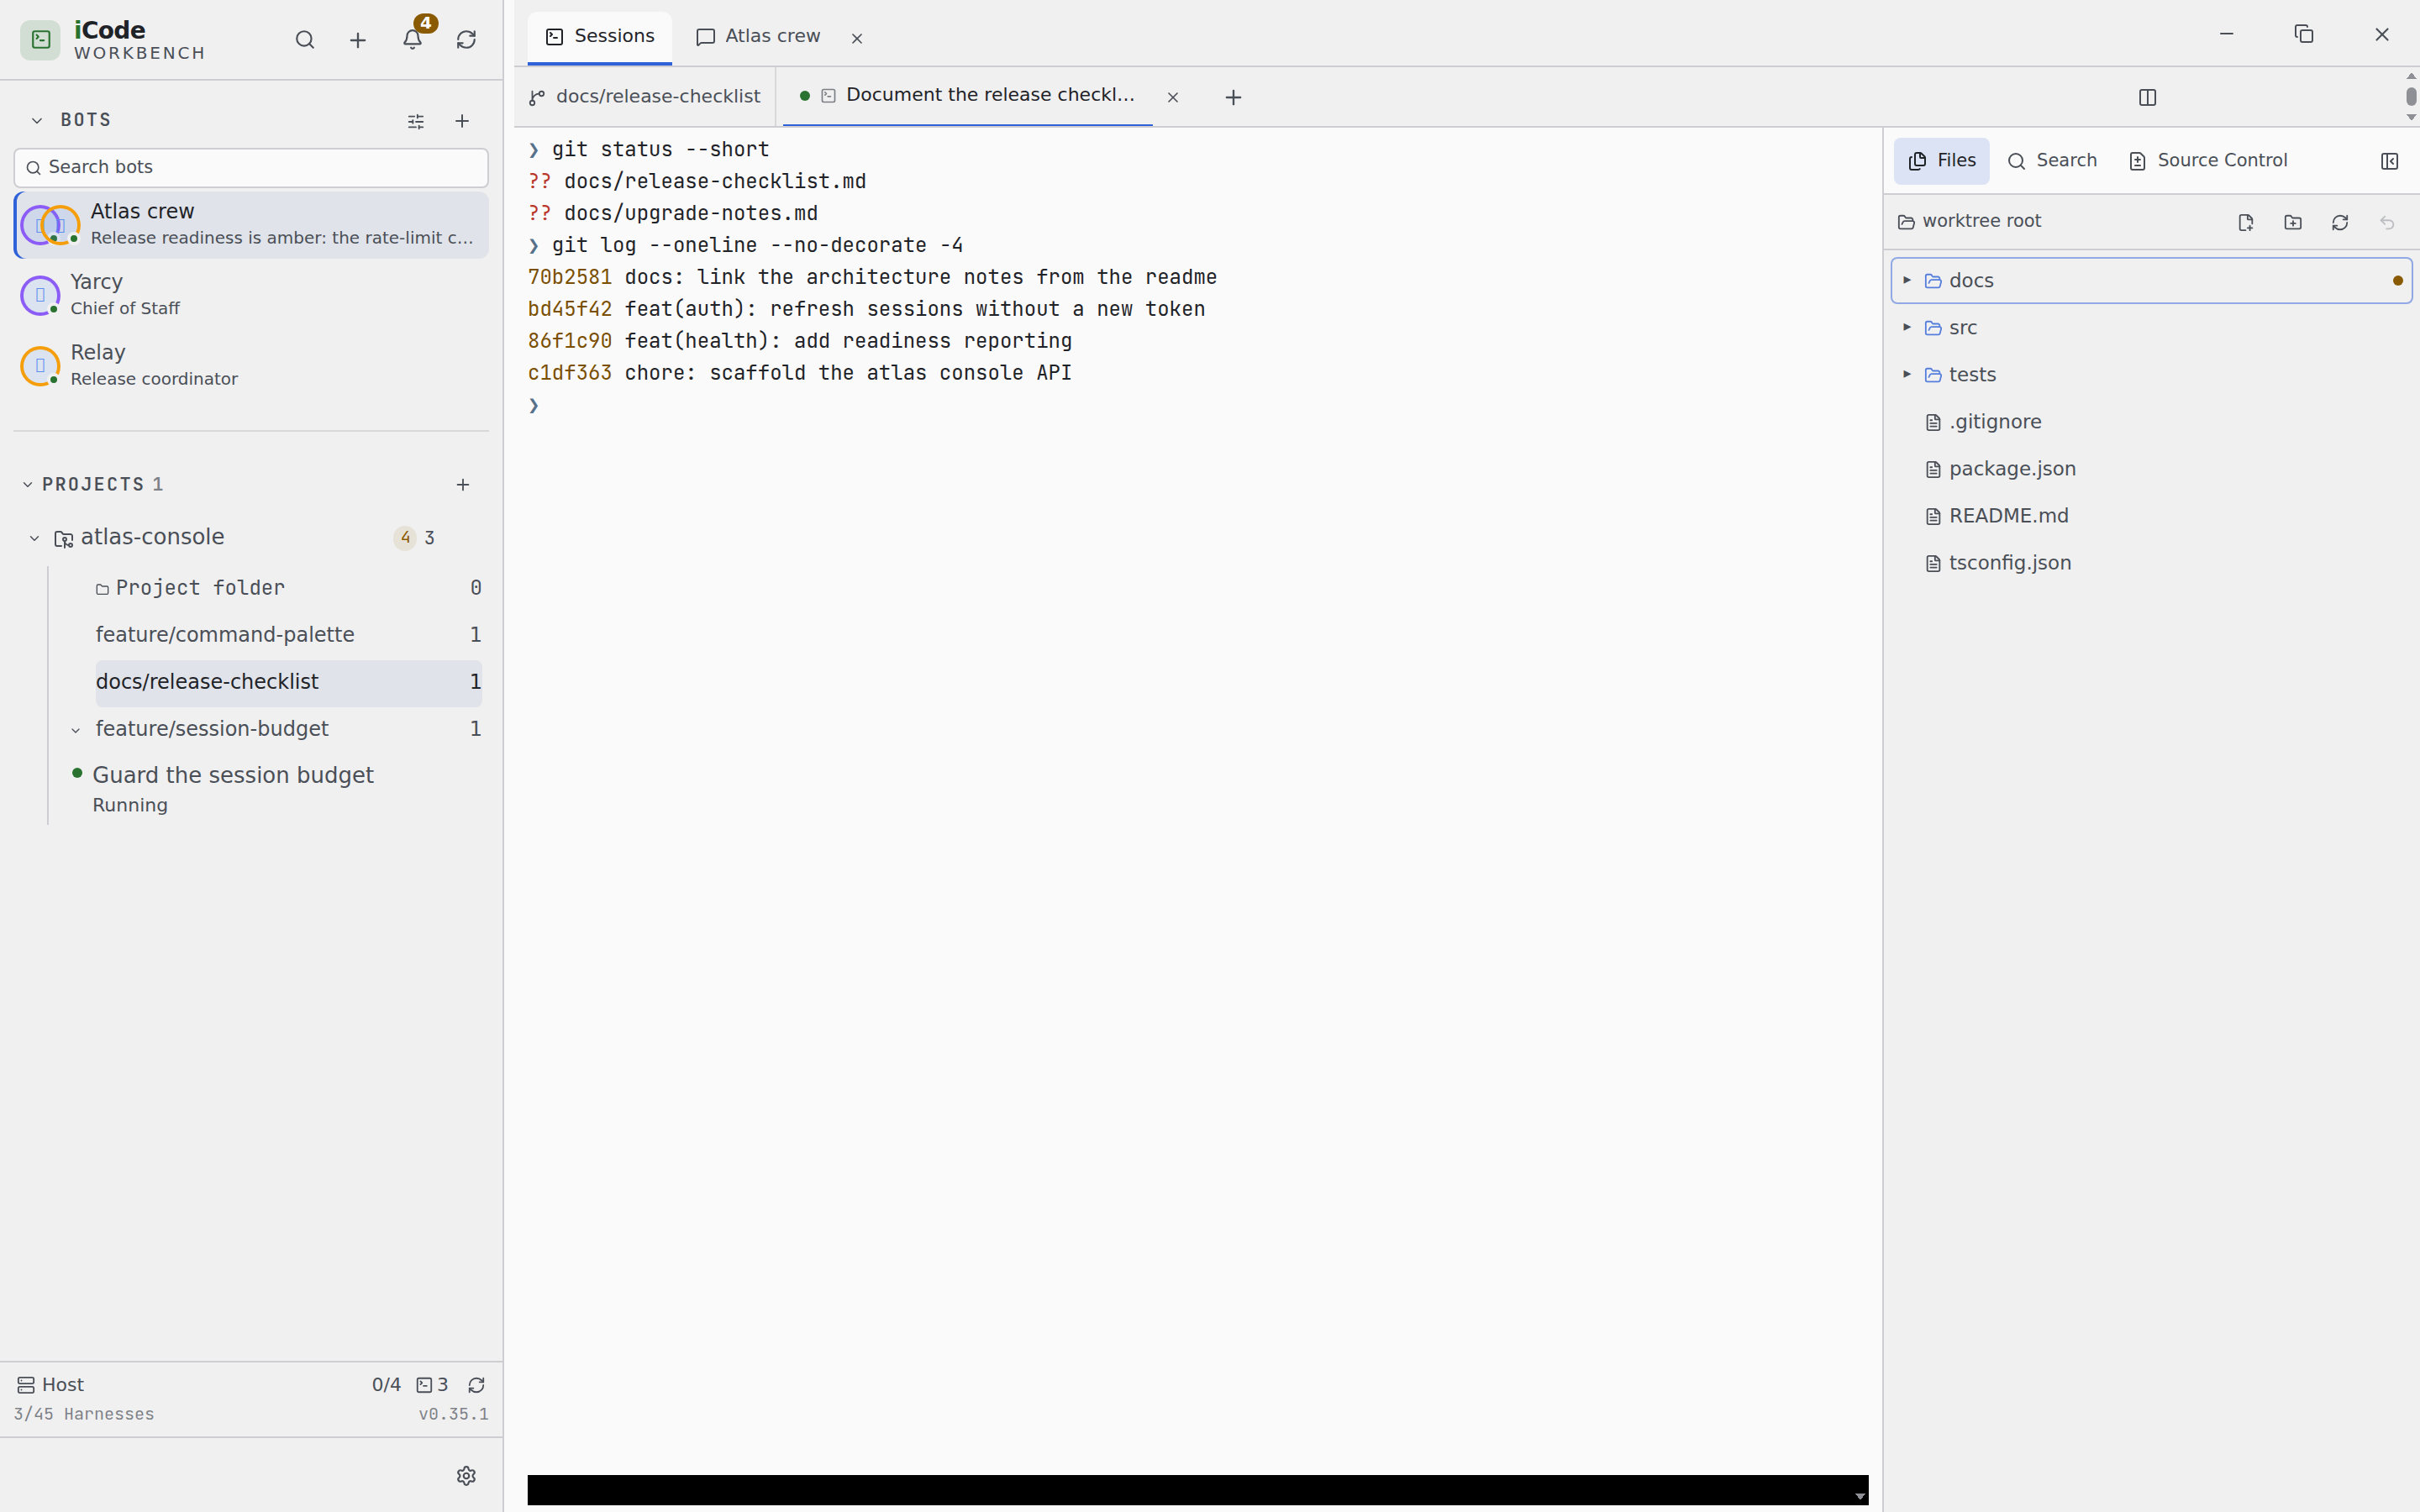 iCode
WORKBENCH
4
BOTS
Search bots
Atlas crew
Release readiness is amber: the rate-limit c...
Yarcy
Chief of Staff
Relay
Release coordinator
PROJECTS 1
atlas-console 4 3
Project folder 0
feature/command-palette 1
docs/release-checklist 1
feature/session-budget 1
Guard the session budget
Running
Host 0/4 3
3/45 Harnesses v0.35.1
Sessions
Atlas crew
docs/release-checklist
Document the release checkl...
❯ git status --short
?? docs/release-checklist.md
?? docs/upgrade-notes.md
❯ git log --oneline --no-decorate -4
70b2581 docs: link the architecture notes from the readme
bd45f42 feat(auth): refresh sessions without a new token
86f1c90 feat(health): add readiness reporting
c1df363 chore: scaffold the atlas console API
❯
Files
Search
Source Control
worktree root
docs
src
tests
.gitignore
package.json
README.md
tsconfig.json